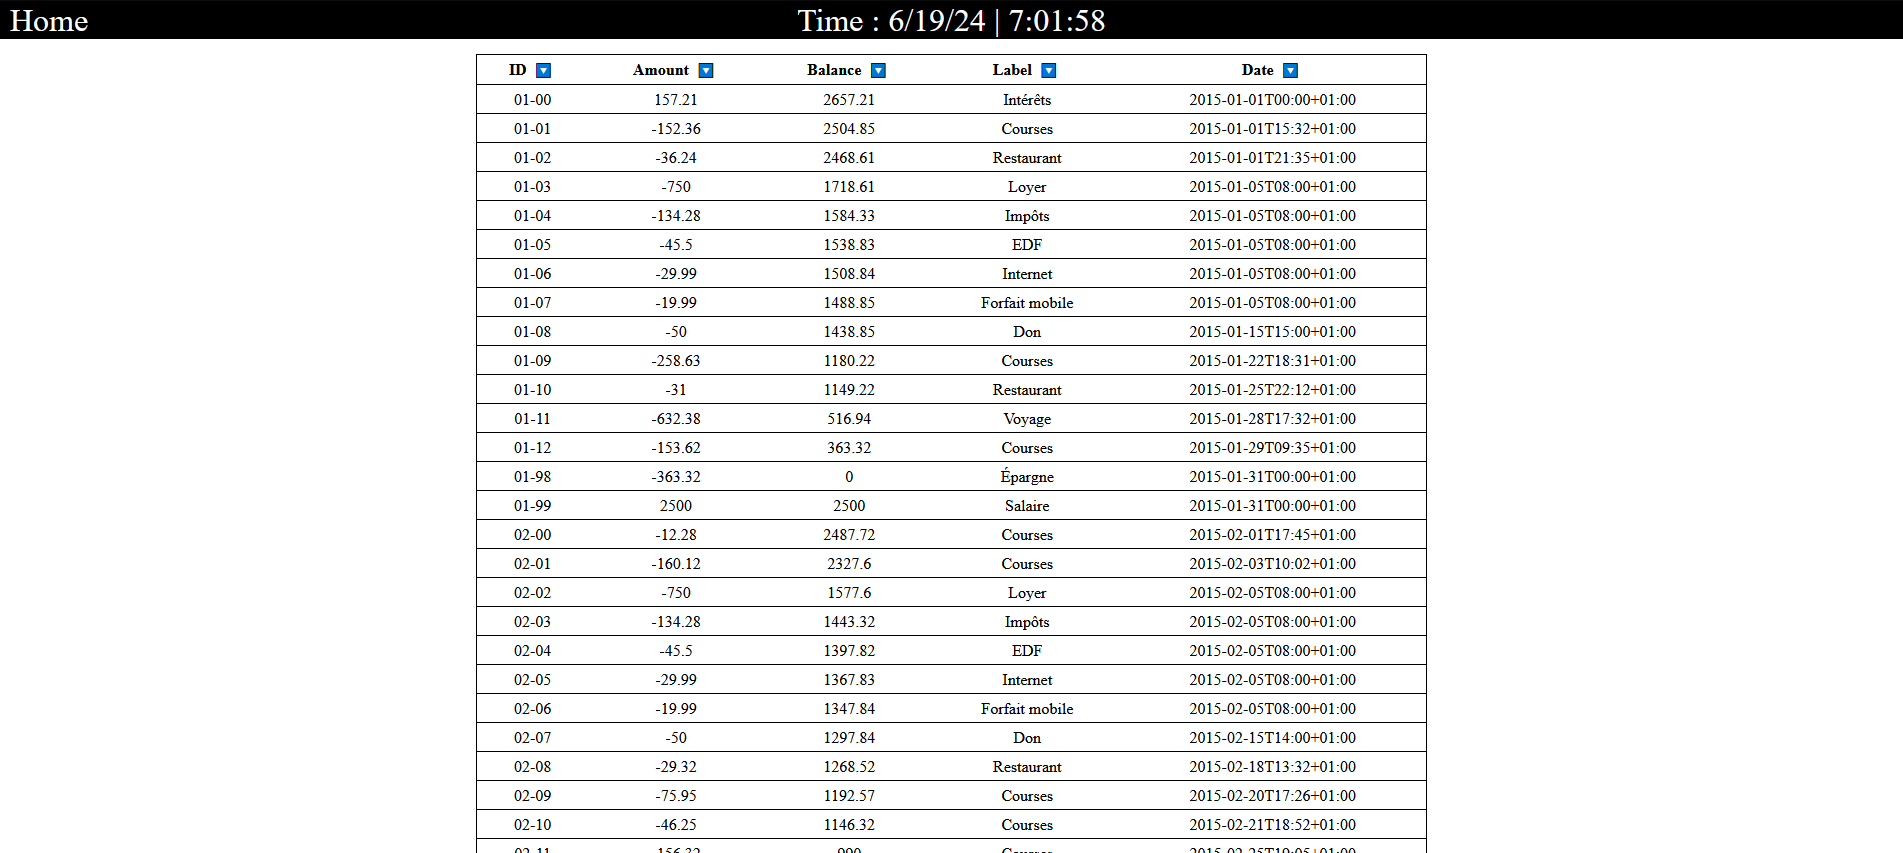 Home Time : 6/19/24 | 7:01:58
ID Amount Balance Label Date
01-00 157.21 2657.21 Intérêts 2015-01-01T00:00+01:00
01-01 -152.36 2504.85 Courses 2015-01-01T15:32+01:00
01-02 -36.24 2468.61 Restaurant 2015-01-01T21:35+01:00
01-03 -750 1718.61 Loyer 2015-01-05T08:00+01:00
01-04 -134.28 1584.33 Impôts 2015-01-05T08:00+01:00
01-05 -45.5 1538.83 EDF 2015-01-05T08:00+01:00
01-06 -29.99 1508.84 Internet 2015-01-05T08:00+01:00
01-07 -19.99 1488.85 Forfait mobile 2015-01-05T08:00+01:00
01-08 -50 1438.85 Don 2015-01-15T15:00+01:00
01-09 -258.63 1180.22 Courses 2015-01-22T18:31+01:00
01-10 -31 1149.22 Restaurant 2015-01-25T22:12+01:00
01-11 -632.38 516.94 Voyage 2015-01-28T17:32+01:00
01-12 -153.62 363.32 Courses 2015-01-29T09:35+01:00
01-98 -363.32 0 Épargne 2015-01-31T00:00+01:00
01-99 2500 2500 Salaire 2015-01-31T00:00+01:00
02-00 -12.28 2487.72 Courses 2015-02-01T17:45+01:00
02-01 -160.12 2327.6 Courses 2015-02-03T10:02+01:00
02-02 -750 1577.6 Loyer 2015-02-05T08:00+01:00
02-03 -134.28 1443.32 Impôts 2015-02-05T08:00+01:00
02-04 -45.5 1397.82 EDF 2015-02-05T08:00+01:00
02-05 -29.99 1367.83 Internet 2015-02-05T08:00+01:00
02-06 -19.99 1347.84 Forfait mobile 2015-02-05T08:00+01:00
02-07 -50 1297.84 Don 2015-02-15T14:00+01:00
02-08 -29.32 1268.52 Restaurant 2015-02-18T13:32+01:00
02-09 -75.95 1192.57 Courses 2015-02-20T17:26+01:00
02-10 -46.25 1146.32 Courses 2015-02-21T18:52+01:00